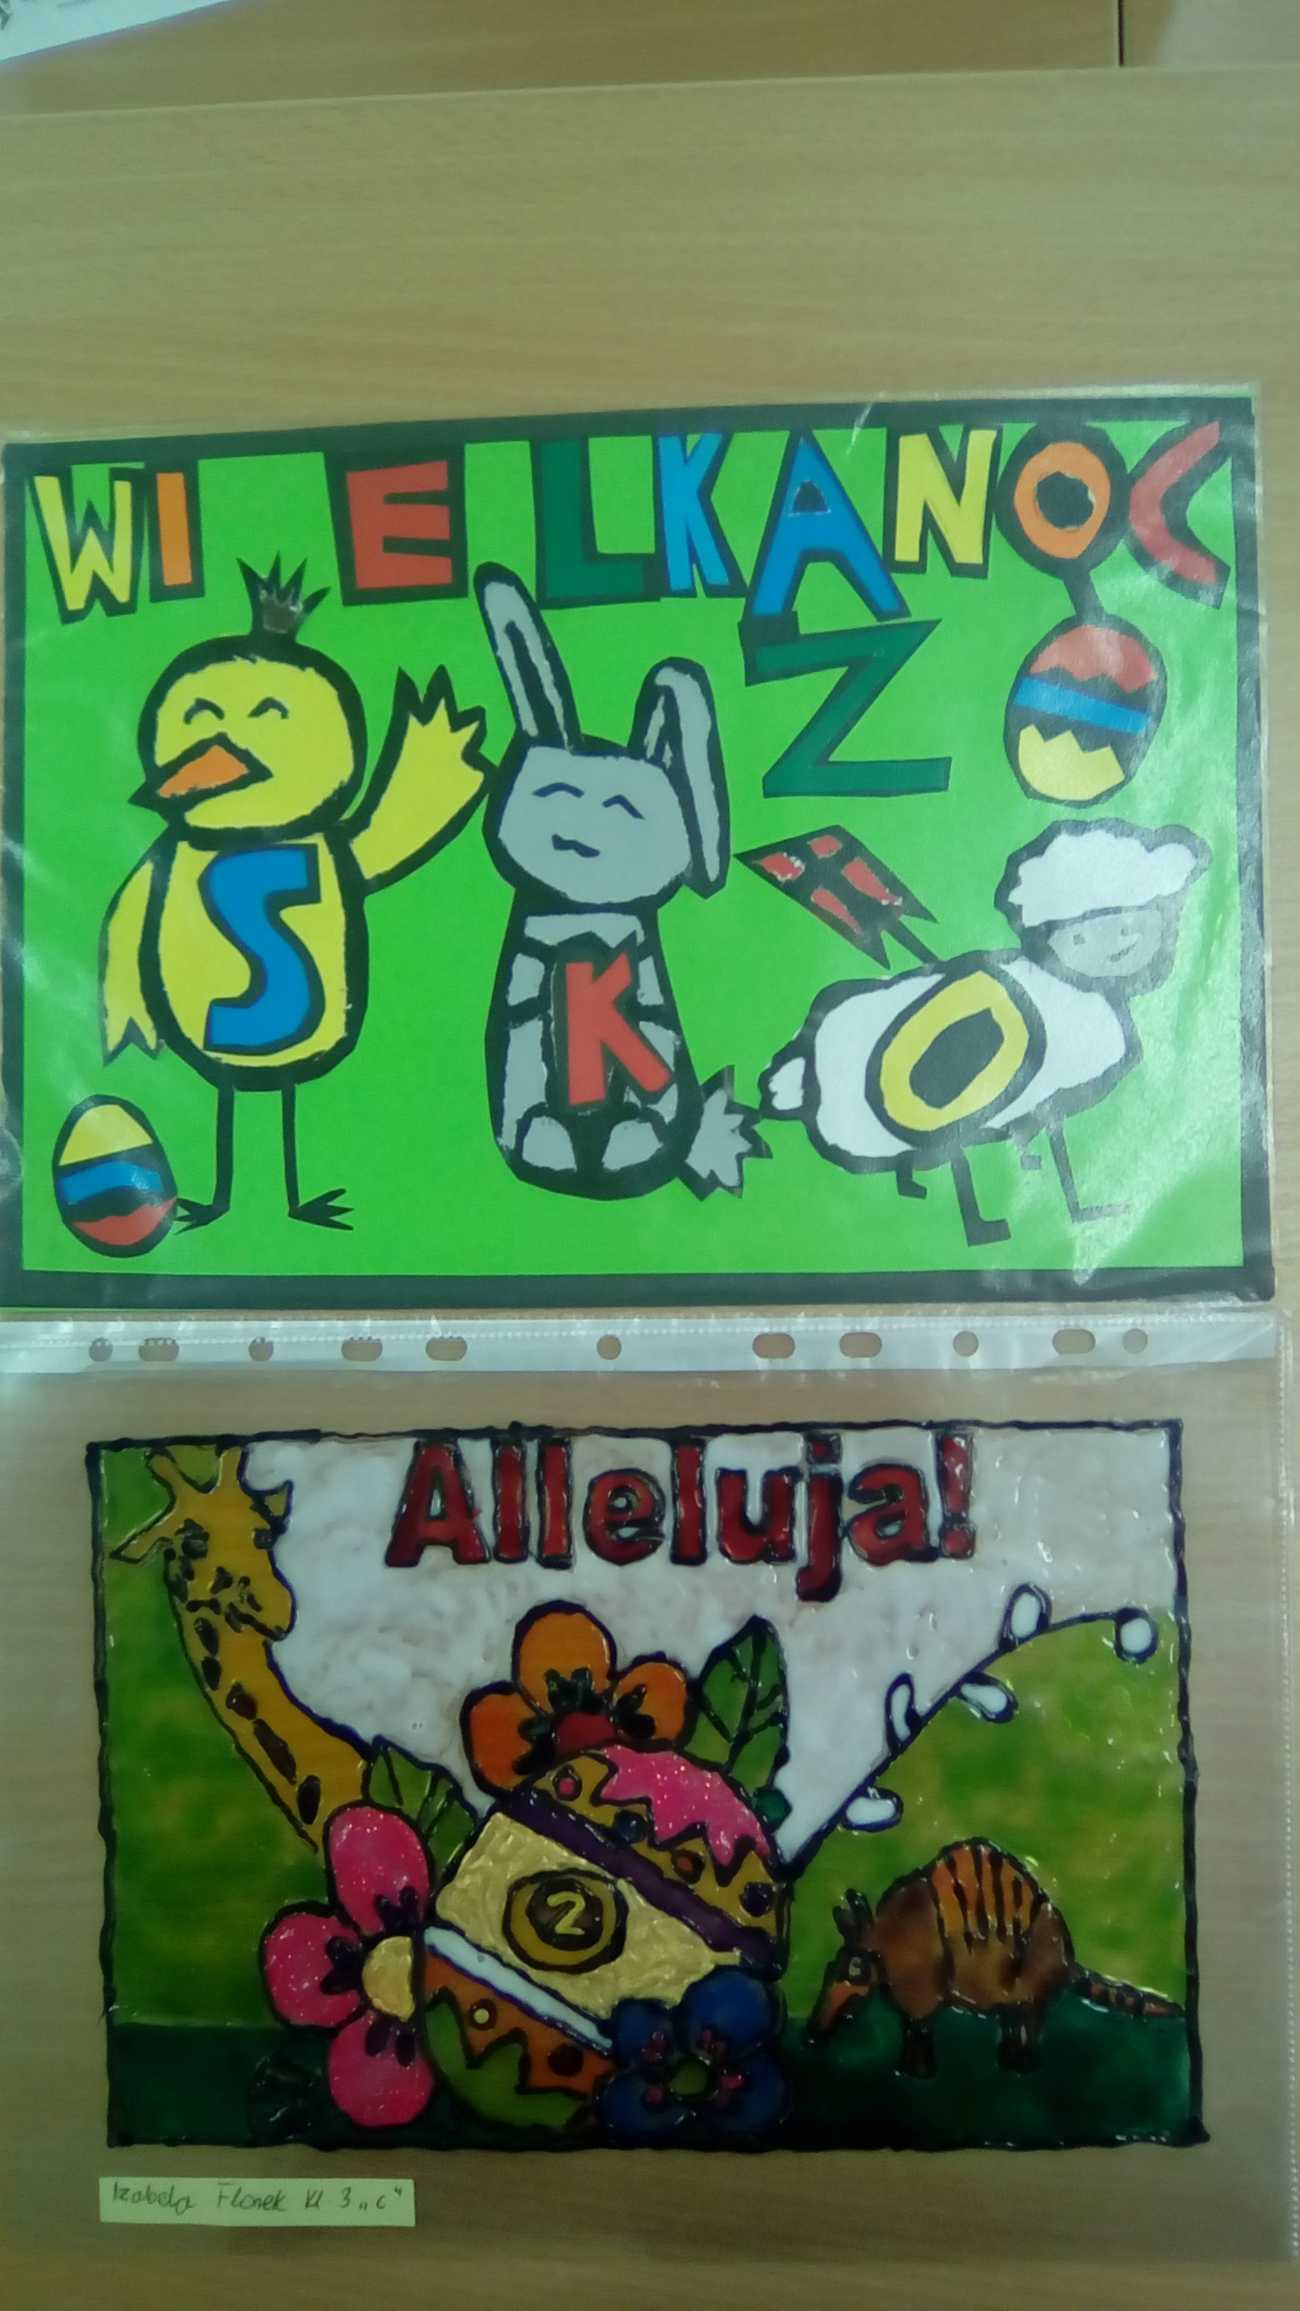 WIELKANOC
Z
S K O
Alleluja!
2
Izabela Flonek Kl 3 „c"